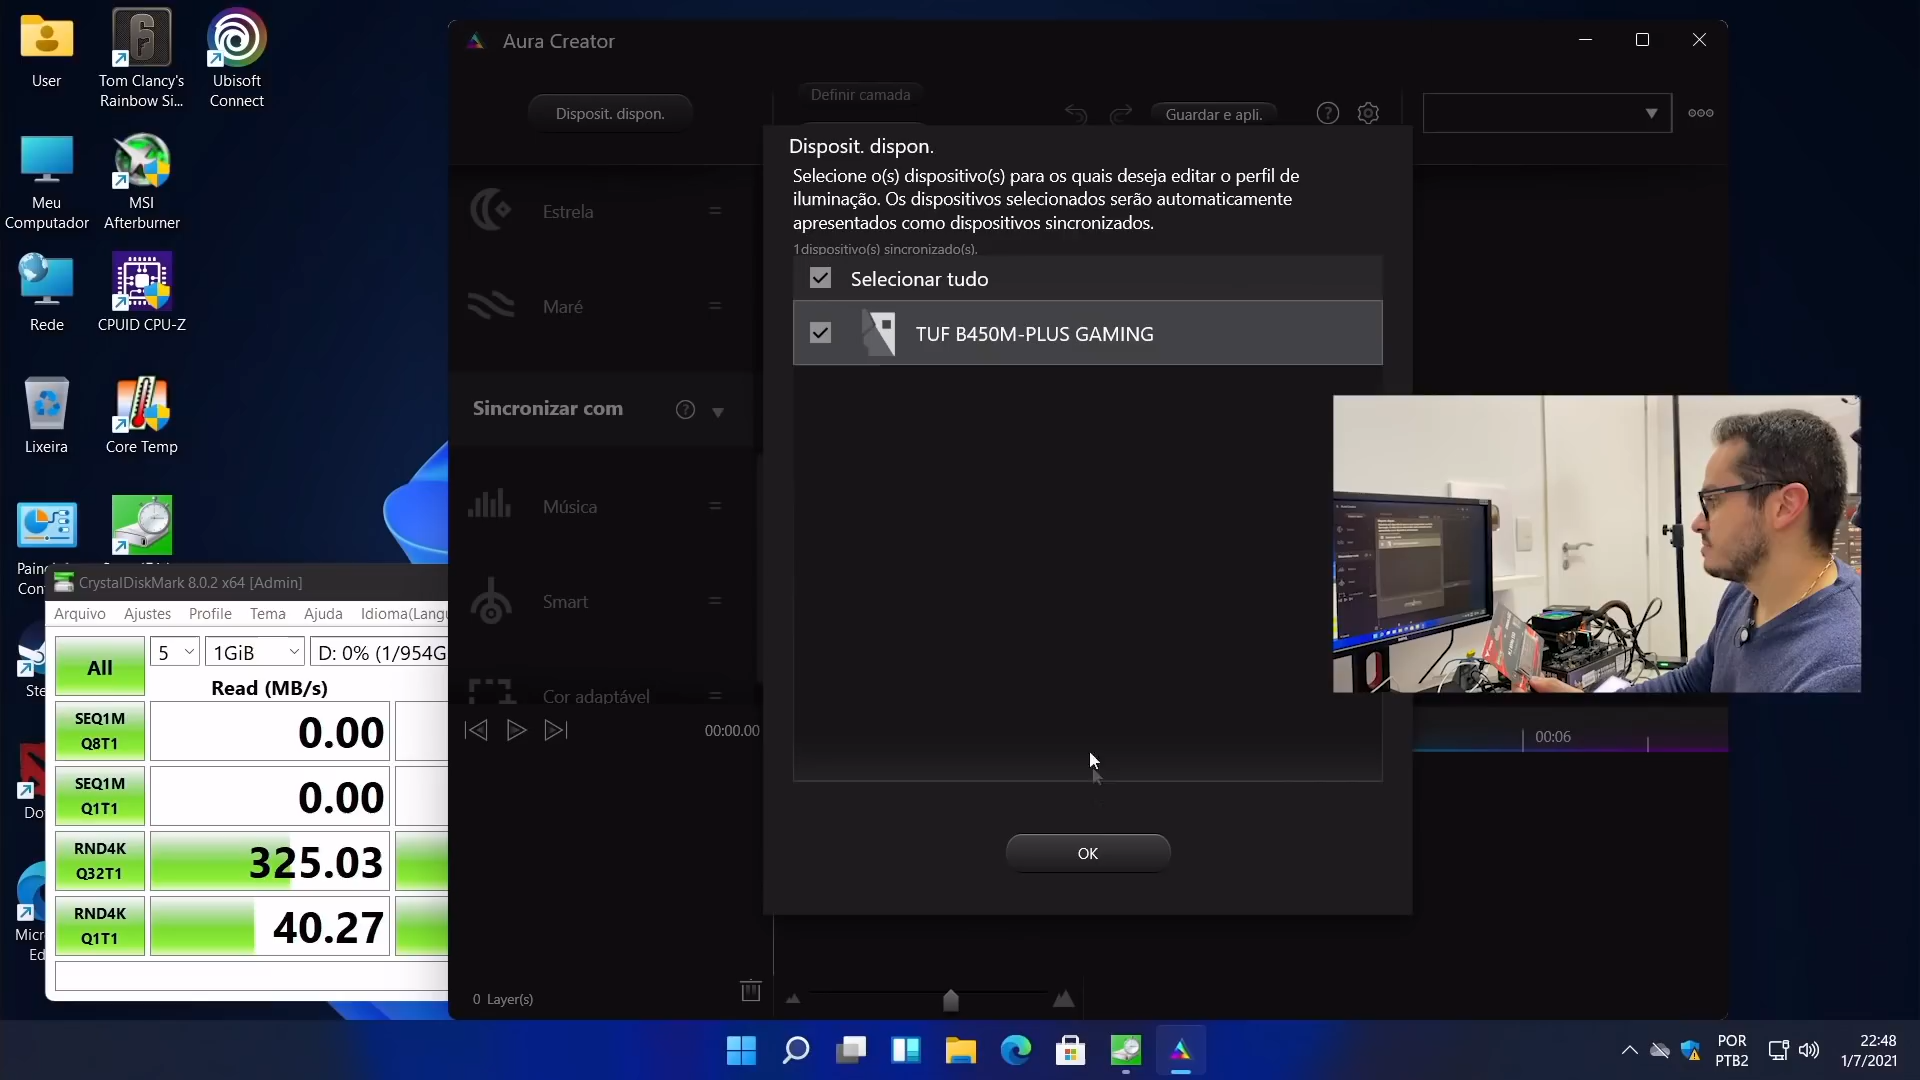 User
Tom Clancy's
Rainbow Si...
Ubisoft
Connect
Meu
Computador
MSI
Afterburner
Rede
CPUID CPU-Z
Lixeira
Core Temp
Aura Creator
Disposit. dispon.
Definir camada
Guardar e apli.
Estrela
Maré
Sincronizar com
Música
Smart
Cor adaptável
00:00.00
0 Layer(s)
Disposit. dispon.
Selecione o(s) dispositivo(s) para os quais deseja editar o perfil de
iluminação. Os dispositivos selecionados serão automaticamente
apresentados como dispositivos sincronizados.
1dispositivo(s) sincronizado(s).
Selecionar tudo
TUF B450M-PLUS GAMING
OK
00:06
CrystalDiskMark 8.0.2 x64 [Admin]
Arquivo Ajustes Profile Tema Ajuda Idioma(Langu
All
5
1GiB
D: 0% (1/954G
Read (MB/s)
SEQ1M
Q8T1
0.00
SEQ1M
Q1T1
0.00
RND4K
Q32T1
325.03
RND4K
Q1T1
40.27
POR
PTB2
22:48
1/7/2021